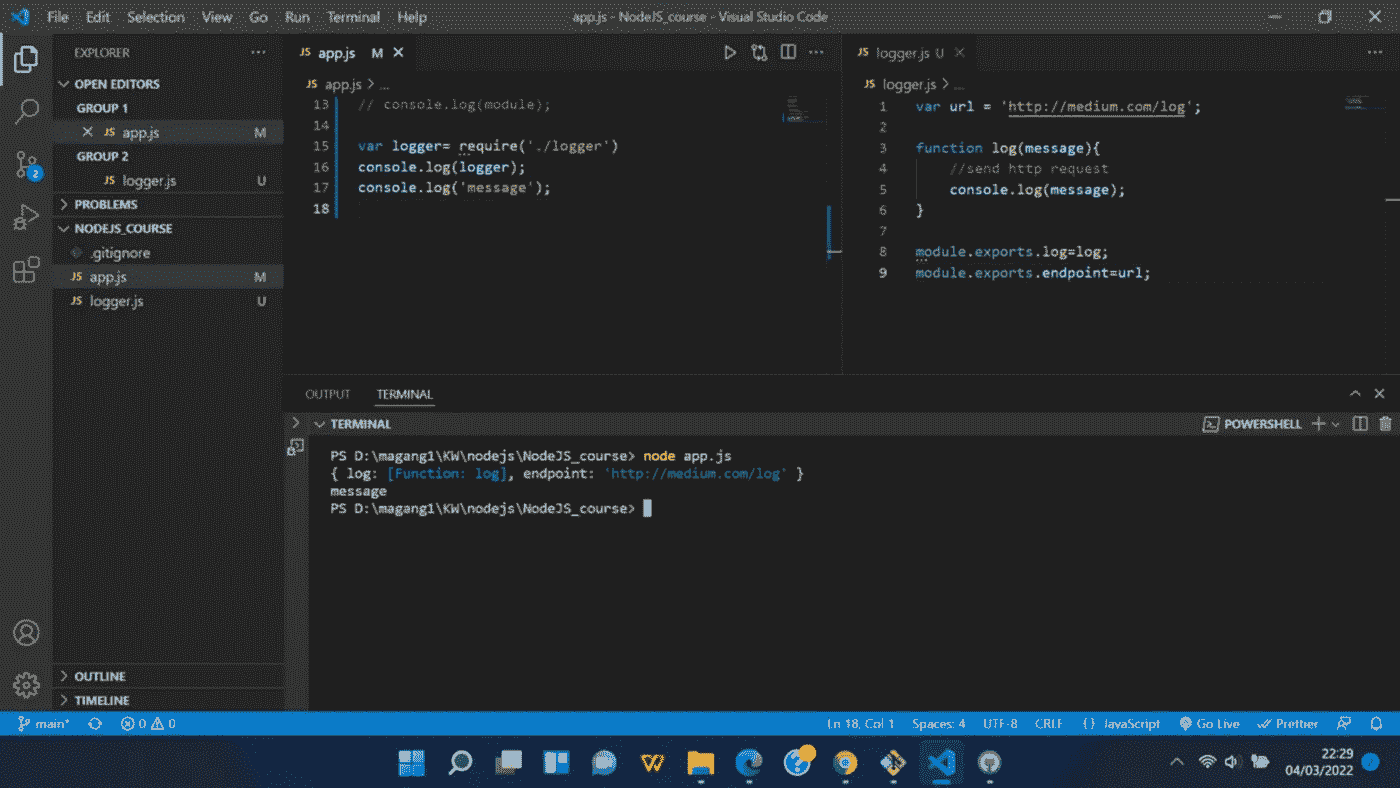 File Edit Selection View Go Run Terminal Help
app.js - NodeJS_course - Visual Studio Code
EXPLORER
OPEN EDITORS
GROUP 1
JS app.js M
GROUP 2
JS logger.js U
PROBLEMS
NODEJS_COURSE
.gitignore
JS app.js M
JS logger.js U
OUTLINE
TIMELINE
JS app.js M
JS app.js > ...
13 // console.log(module);
14
15 var logger= require('./logger')
16 console.log(logger);
17 console.log('message');
18
JS logger.js U
JS logger.js > ...
1 var url = 'http://medium.com/log';
2
3 function log(message){
4 //send http request
5 console.log(message);
6 }
7
8 module.exports.log=log;
9 module.exports.endpoint=url;
OUTPUT TERMINAL
TERMINAL
POWERSHELL
PS D:\magang1\KW\nodejs\NodeJS_course> node app.js
{ log: [Function: log], endpoint: 'http://medium.com/log' }
message
PS D:\magang1\KW\nodejs\NodeJS_course>
2
main* 0 0 Ln 18, Col 1 Spaces: 4 UTF-8 CRLF {} JavaScript Go Live Prettier
22:29
04/03/2022